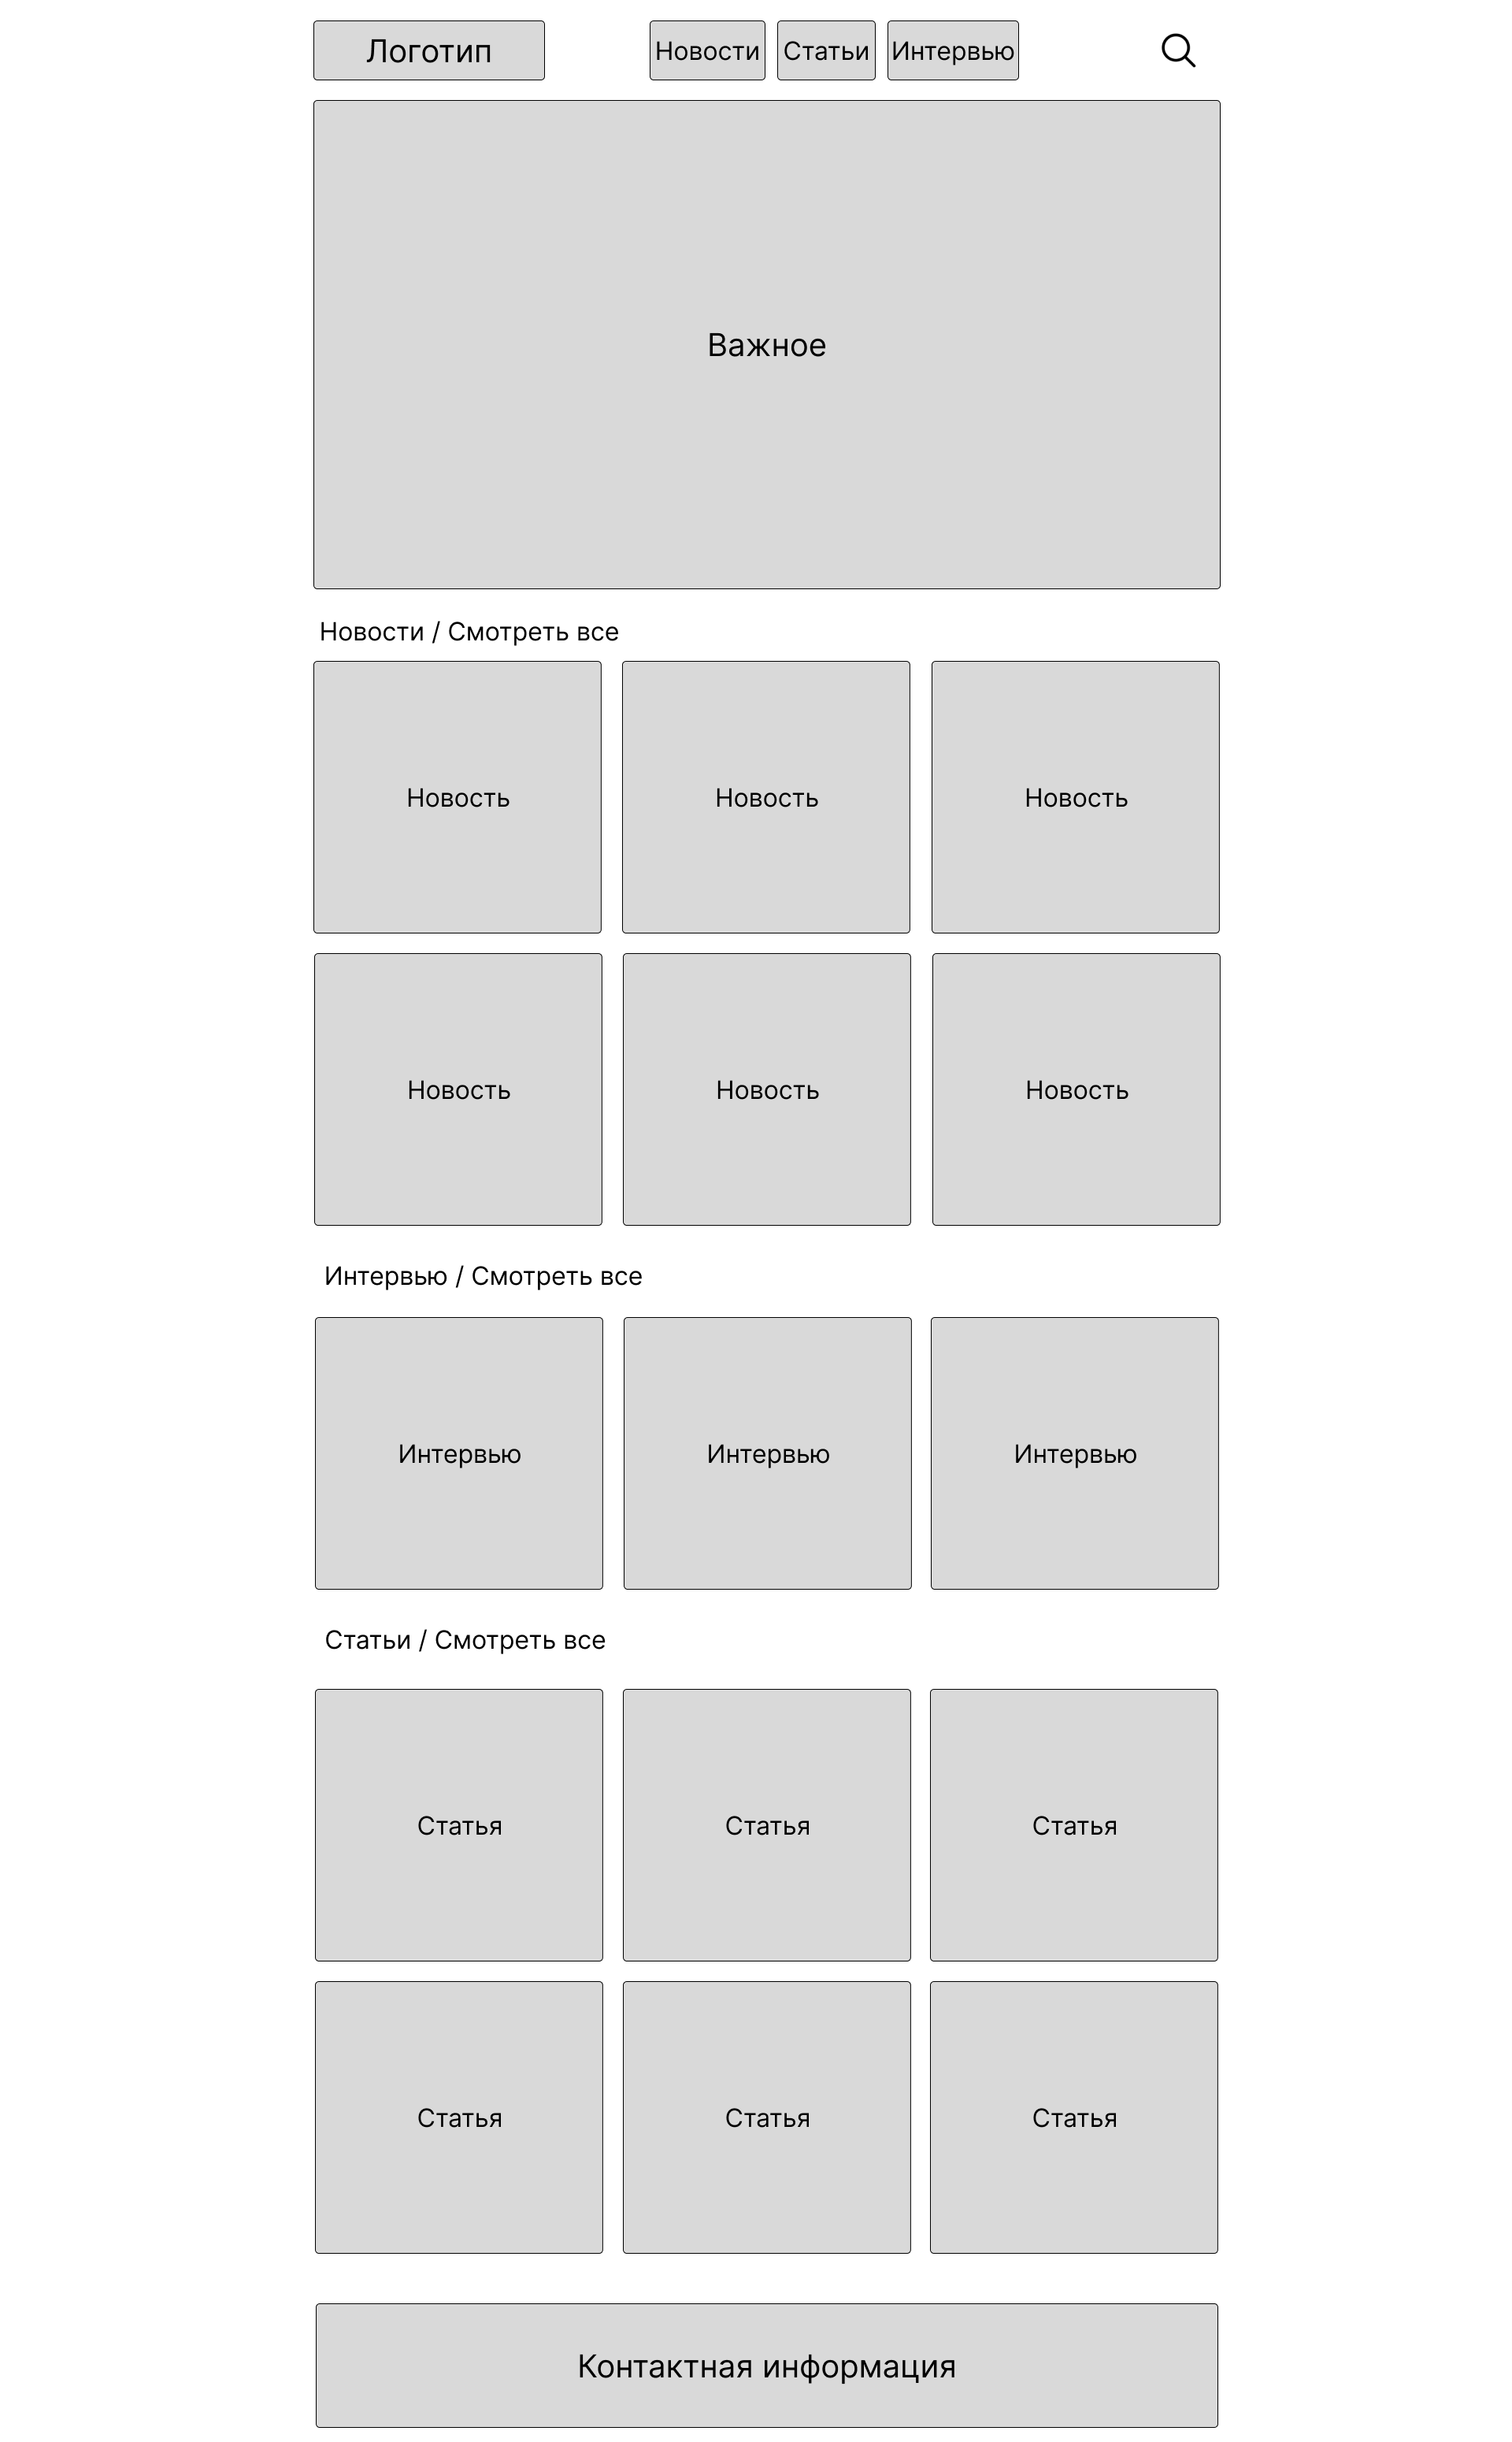 Логотип
Новости
Статьи
Интервью
Важное
Новости / Смотреть все
Новость
Новость
Новость
Новость
Новость
Новость
Интервью / Смотреть все
Интервью
Интервью
Интервью
Статьи / Смотреть все
Статья
Статья
Статья
Статья
Статья
Статья
Контактная информация